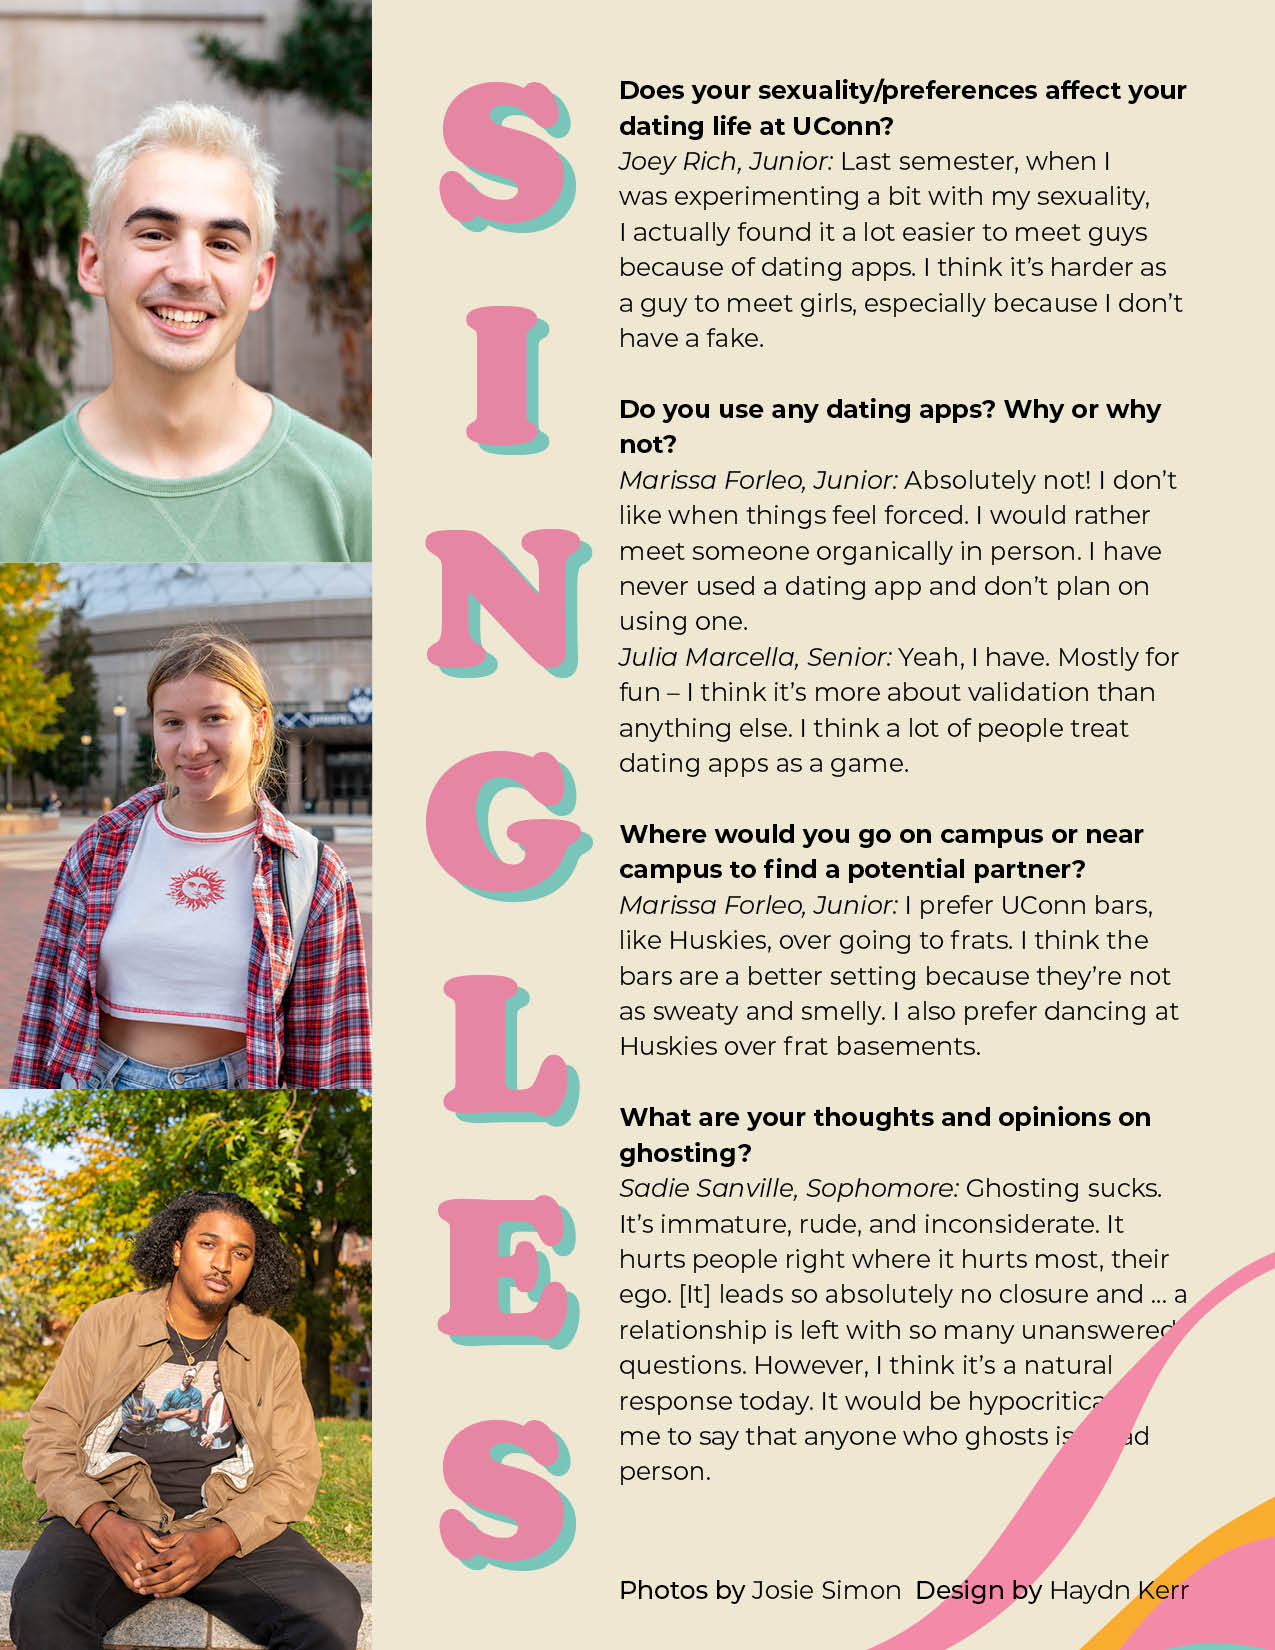 SINGLES
Does your sexuality/preferences affect your
dating life at UConn?
Joey Rich, Junior: Last semester, when I
was experimenting a bit with my sexuality,
I actually found it a lot easier to meet guys
because of dating apps. I think it’s harder as
a guy to meet girls, especially because I don’t
have a fake.
Do you use any dating apps? Why or why
not?
Marissa Forleo, Junior: Absolutely not! I don’t
like when things feel forced. I would rather
meet someone organically in person. I have
never used a dating app and don’t plan on
using one.
Julia Marcella, Senior: Yeah, I have. Mostly for
fun – I think it’s more about validation than
anything else. I think a lot of people treat
dating apps as a game.
Where would you go on campus or near
campus to find a potential partner?
Marissa Forleo, Junior: I prefer UConn bars,
like Huskies, over going to frats. I think the
bars are a better setting because they’re not
as sweaty and smelly. I also prefer dancing at
Huskies over frat basements.
What are your thoughts and opinions on
ghosting?
Sadie Sanville, Sophomore: Ghosting sucks.
It’s immature, rude, and inconsiderate. It
hurts people right where it hurts most, their
ego. [It] leads so absolutely no closure and ... a
relationship is left with so many unanswered
questions. However, I think it’s a natural
response today. It would be hypocritical
me to say that anyone who ghosts is
person.
Photos by Josie Simon Design by Haydn Kerr